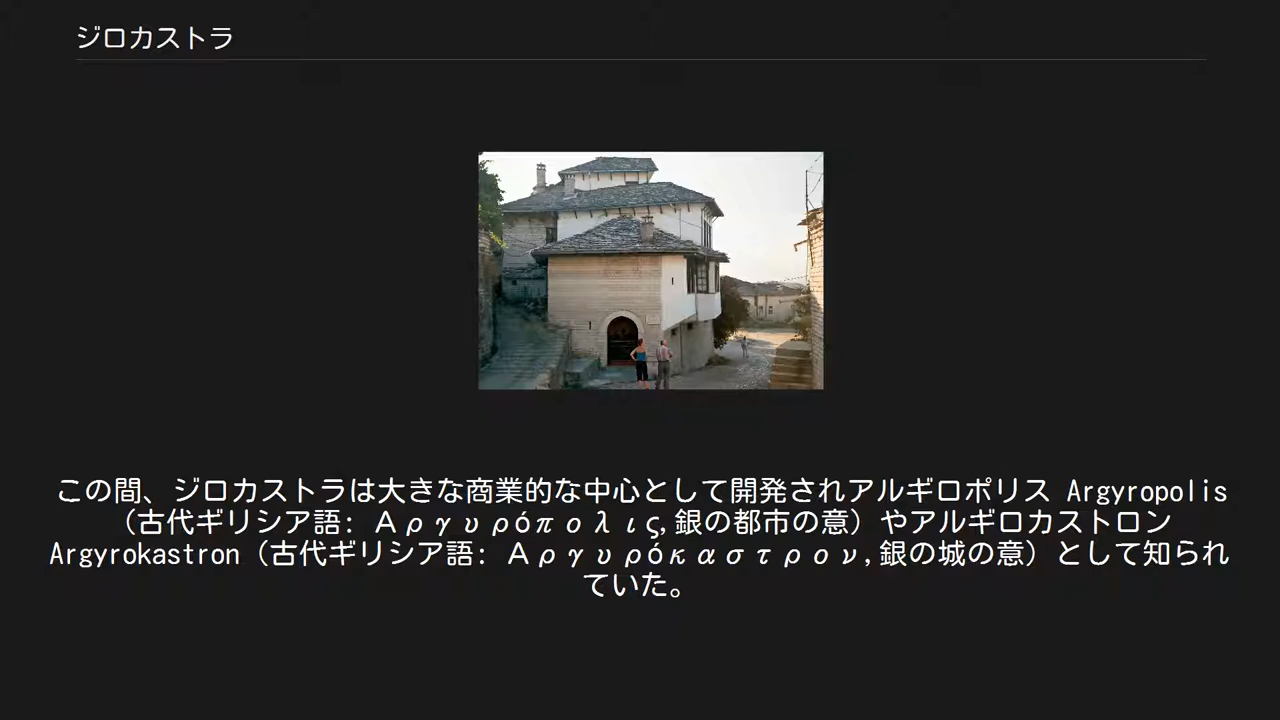 ジロカストラ
この間、ジロカストラは大きな商業的な中心として開発されアルギロポリス Argyropolis
（古代ギリシア語: Αργυρόπολις, 銀の都市の意）やアルギロカストロン
Argyrokastron（古代ギリシア語: Αργυρόκαστρον, 銀の城の意）として知られ
ていた。